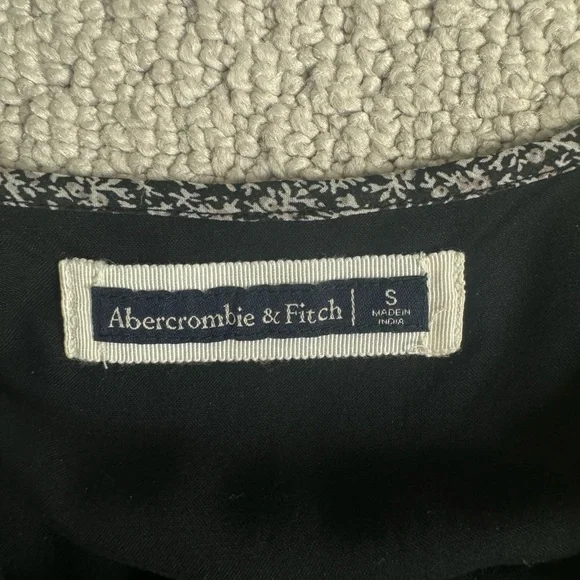 Abercrombie & Fitch
S
MADE IN
INDIA